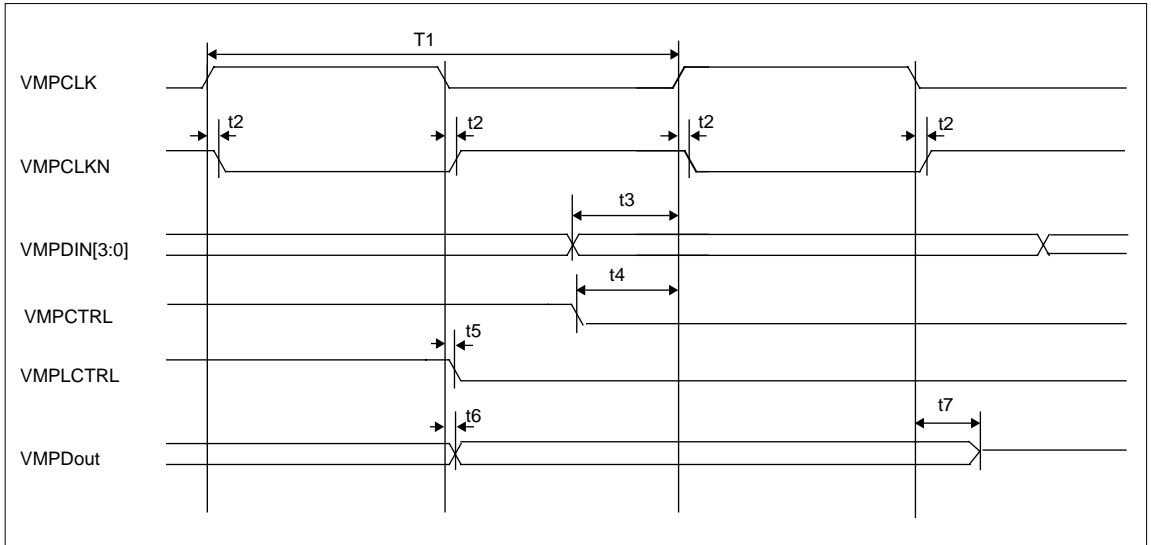 T1
VMPCLK
t2 t2 t2 t2
VMPCLKN
t3
VMPDIN[3:0]
t4
VMPCTRL
t5
VMPLCTRL
t6 t7
VMPDout